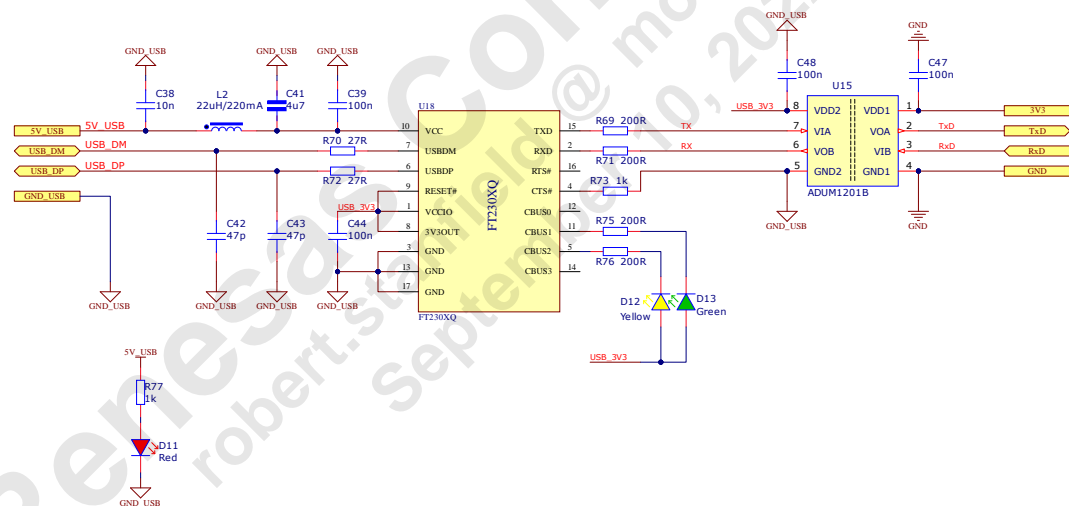 GND_USB
GND
GND_USB
GND_USB
GND_USB
C38
10n
L2
22uH/220mA
C41
4u7
C39
100n
C48
100n
C47
100n
U15
U18
5V_USB
5V_USB
10
VCC
TXD
15
R69 200R
TX
USB_3V3
8
VDD2
VDD1
1
3V3
7
VIA
VOA
2
TxD
TxD
USB_DM
USB_DM
R70 27R
7
USBDM
RXD
2
R71 200R
RX
6
VOB
VIB
3
RxD
RxD
USB_DP
USB_DP
R72 27R
6
USBDP
RTS#
16
5
GND2
GND1
4
GND
ADUM1201B
GND_USB
9
RESET#
CTS#
4
R73 1k
USB_3V3
1
VCCIO
CBUS0
12
GND_USB
GND
8
3V3OUT
CBUS1
11
R75 200R
C42
47p
C43
47p
C44
100n
3
GND
CBUS2
5
R76 200R
13
GND
CBUS3
14
17
GND
FT230XQ
FT230XQ
GND_USB
GND_USB
GND_USB
GND_USB
D12
Yellow
D13
Green
USB_3V3
5V_USB
R77
1k
D11
Red
GND_USB